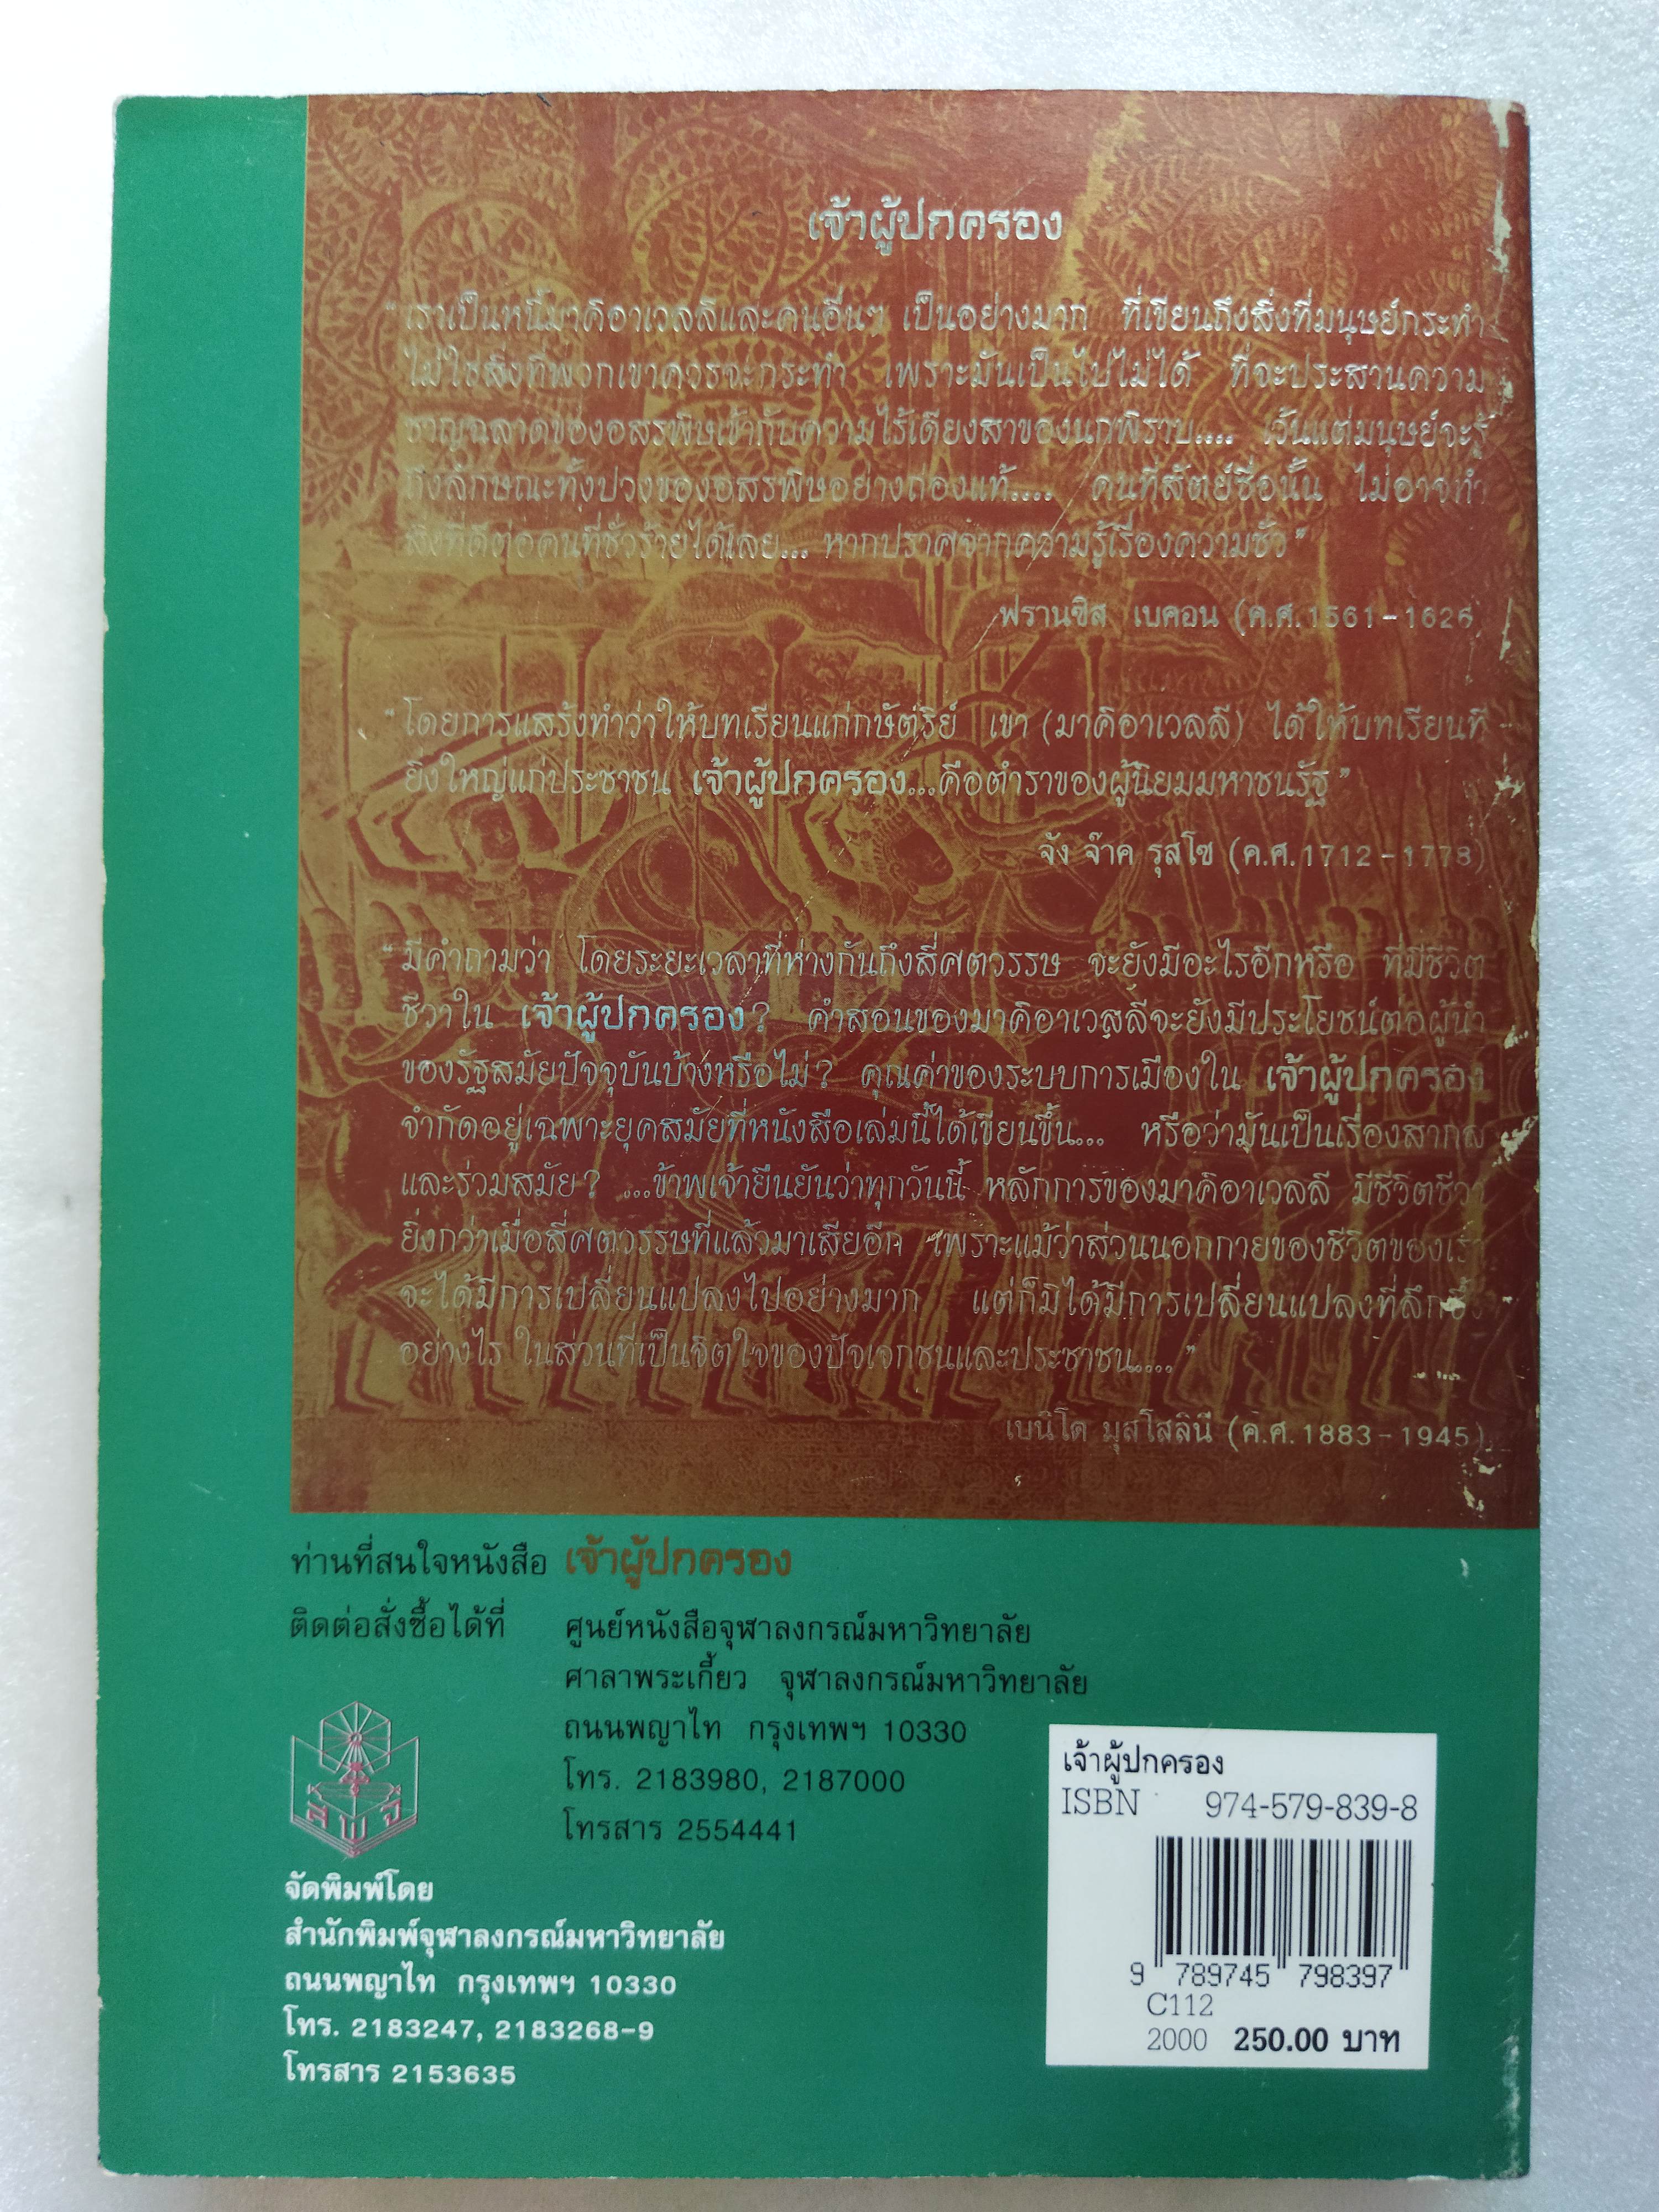 เจ้าผู้ปกครอง
"เราเป็นหนี้มาคิอาเวลลีและคนอื่นๆ เป็นอย่างมาก ที่เขียนถึงสิ่งที่มนุษย์กระทำ
ไม่ใช่สิ่งที่พวกเขาควรจะกระทำ เพราะมันเป็นไปไม่ได้ ที่จะประสานความ
ชาญฉลาดของอสรพิษเข้ากับความไร้เดียงสาของนกพิราบ.... เว้นแต่มนุษย์จะรู้
ถึงลักษณะทั้งปวงของอสรพิษอย่างถ่องแท้.... คนที่สัตย์ซื่อนั้น ไม่อาจทำ
สิ่งที่ดีต่อคนที่ชั่วร้ายได้เลย... หากปราศจากความรู้เรื่องความชั่ว"
ฟรานซิส เบคอน (ค.ศ.1561-1626
"โดยการแสร้งทำว่าให้บทเรียนแก่กษัตริย์ เขา (มาคิอาเวลลี) ได้ให้บทเรียนที่
ยิ่งใหญ่แก่ประชาชน เจ้าผู้ปกครอง...คือตำราของผู้นิยมมหาชนรัฐ"
จัง จ๊าค รุสโซ (ค.ศ.1712-1778)
"มีคำถามว่า โดยระยะเวลาที่ห่างกันถึงสี่ศตวรรษ จะยังมีอะไรอีกหรือ ที่มีชีวิต
ชีวาใน เจ้าผู้ปกครอง? คำสอนของมาคิอาเวลลีจะยังมีประโยชน์ต่อผู้นำ
ของรัฐสมัยปัจจุบันบ้างหรือไม่? คุณค่าของระบบการเมืองใน เจ้าผู้ปกครอง
จำกัดอยู่เฉพาะยุคสมัยที่หนังสือเล่มนี้ได้เขียนขึ้น... หรือว่ามันเป็นเรื่องสากล
และร่วมสมัย? ...ข้าพเจ้ายืนยันว่าทุกวันนี้ หลักการของมาคิอาเวลลี มีชีวิตชีวา
ยิ่งกว่าเมื่อสี่ศตวรรษที่แล้วมาเสียอีก เพราะแม้ว่าส่วนนอกกายของชีวิตของเรา
จะได้มีการเปลี่ยนแปลงไปอย่างมาก แต่ก็มิได้มีการเปลี่ยนแปลงที่ลึกซึ้ง
อย่างไร ในส่วนที่เป็นจิตใจของปัจเจกชนและประชาชน...."
เบนิโต มุสโสลินี (ค.ศ.1883-1945)
ท่านที่สนใจหนังสือ เจ้าผู้ปกครอง
ติดต่อสั่งซื้อได้ที่ ศูนย์หนังสือจุฬาลงกรณ์มหาวิทยาลัย
ศาลาพระเกี้ยว จุฬาลงกรณ์มหาวิทยาลัย
ถนนพญาไท กรุงเทพฯ 10330
โทร. 2183980, 2187000
โทรสาร 2554441
สพจ
จัดพิมพ์โดย
สำนักพิมพ์จุฬาลงกรณ์มหาวิทยาลัย
ถนนพญาไท กรุงเทพฯ 10330
โทร. 2183247, 2183268-9
โทรสาร 2153635
เจ้าผู้ปกครอง
ISBN 974-579-839-8
9 789745 798397
C112
2000 250.00 บาท